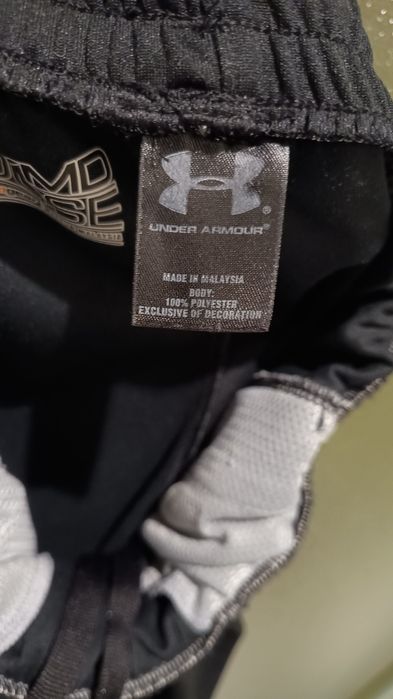 UNDER ARMOUR®
MADE IN MALAYSIA
BODY:
100% POLYESTER
EXCLUSIVE OF DECORATION